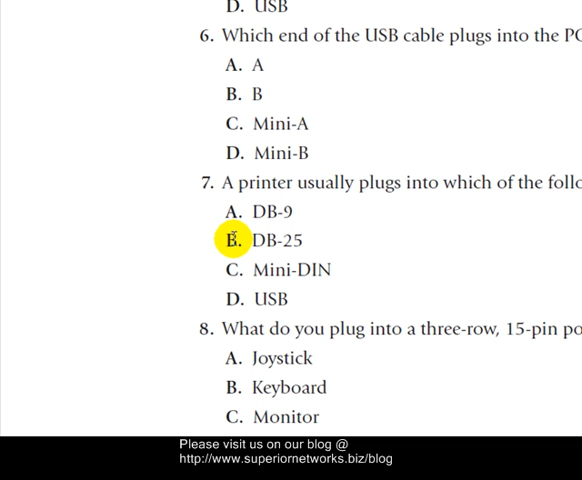 D. USB
6. Which end of the USB cable plugs into the PC
A. A
B. B
C. Mini-A
D. Mini-B
7. A printer usually plugs into which of the follo
A. DB-9
B. DB-25
C. Mini-DIN
D. USB
8. What do you plug into a three-row, 15-pin po
A. Joystick
B. Keyboard
C. Monitor
Please visit us on our blog @
http://www.superiornetworks.biz/blog